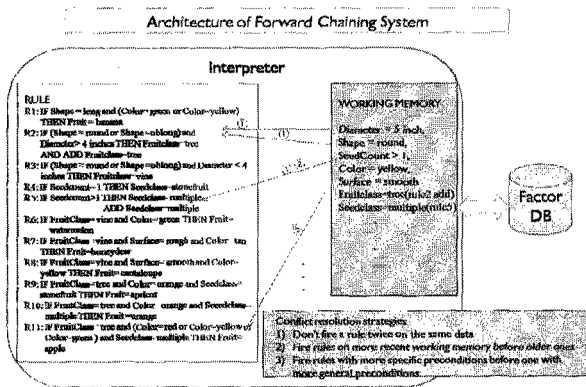 Architecture of Forward Chaining System
Interpreter
RULE
R1: IF Shape = long and (Color=green or Color=yellow)
THEN Fruit= banana
R2: IF (Shape = round or Shape =oblong) and
Diameter> 4 inches THEN Fruitclass=tree
AND ADD Fruitclass=tree
R3: IF (Shape = round or Shape=oblong) and Diameter < 4
inches THEN Fruitclass=vine
R4: IF Seedcount=1 THEN Seedclass=stonefruit
R5: IF Seedcount>1 THEN Seedclass=multiple
ADD Seedclass=multiple
R6: IF FruitClass=vine and Color=green THEN Fruit=
watermelon
R7: IF FruitClass=vine and Surface=rough and Color=tan
THEN Fruit=honeydew
R8: IF FruitClass=vine and Surface=smooth and Color=
yellow THEN Fruit=cantaloupe
R9: IF FruitClass=tree and Color=orange and Seedclass=
stonefruit THEN Fruit=apricot
R10: IF FruitClass=tree and Color=orange and Seedclass=
multiple THEN Fruit=orange
R11: IF FruitClass=tree and (Color=red or Color=yellow or
Color=green) and Seedclass=multiple THEN Fruit=
apple
WORKING MEMORY
Diameter = 5 inch,
Shape = round,
SeedCount > 1,
Color = yellow,
Surface = smooth
Fruitclass=tree(rule2 add)
Seedclass=multiple(rule5)
Factor
DB
Conflict resolution strategies
1) Don't fire a rule twice on the same data
2) Fire rules on more recent working memory before older ones
3) Fire rules with more specific preconditions before one with
more general preconditions.